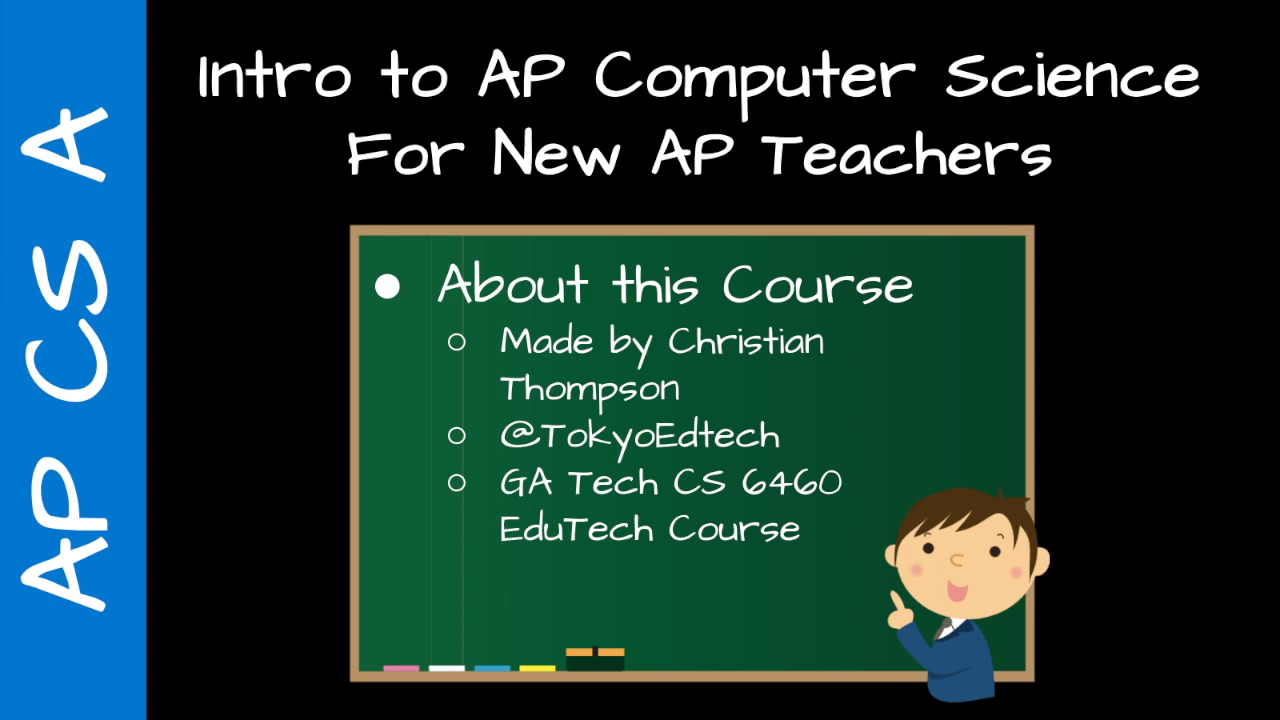 AP CS A
Intro to AP Computer Science
For New AP Teachers
About this Course
Made by Christian
Thompson
@TokyoEdtech
GA Tech CS 6460
EduTech Course